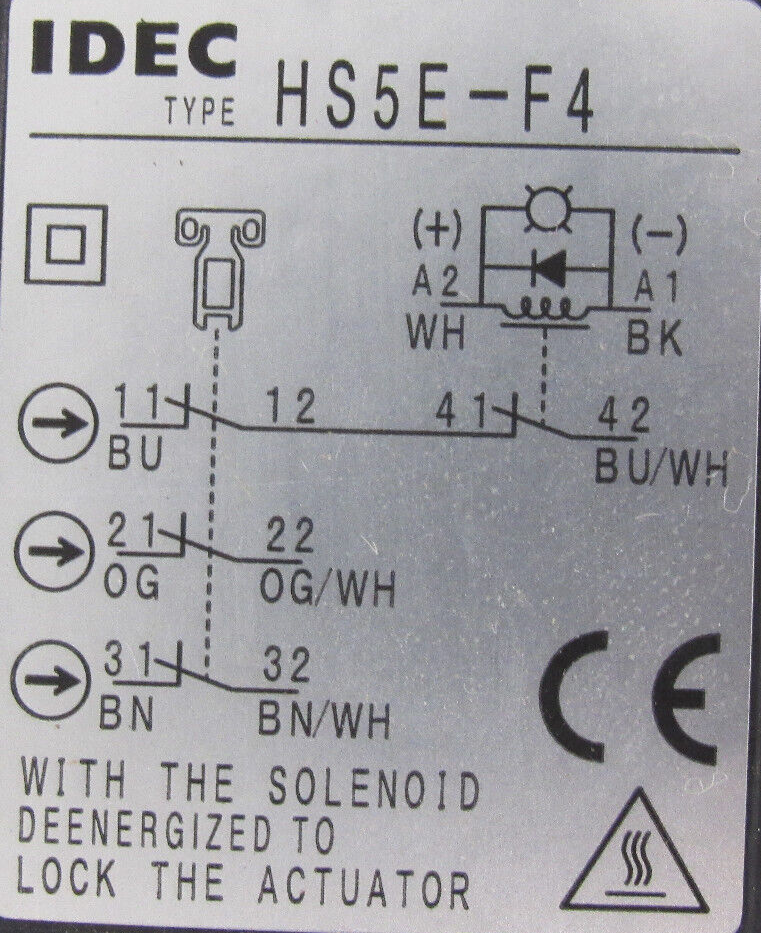 IDEC
TYPE HS5E-F4
(+) (-)
A2 A1
WH BK
11 12 41 42
BU BU/WH
21 22
OG OG/WH
31 32
BN BN/WH
CE
WITH THE SOLENOID
DEENERGIZED TO
LOCK THE ACTUATOR